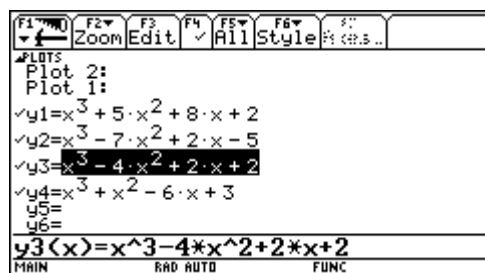 F1 F2 Zoom F3 Edit F4 ✓ F5 All F6 Style
PLOTS
Plot 2:
Plot 1:
✓y1=x³+5·x²+8·x+2
✓y2=x³-7·x²+2·x-5
✓y3=x³-4·x²+2·x+2
✓y4=x³+x²-6·x+3
y5=
y6=
y3(x)=x^3-4*x^2+2*x+2
MAIN RAD AUTO FUNC